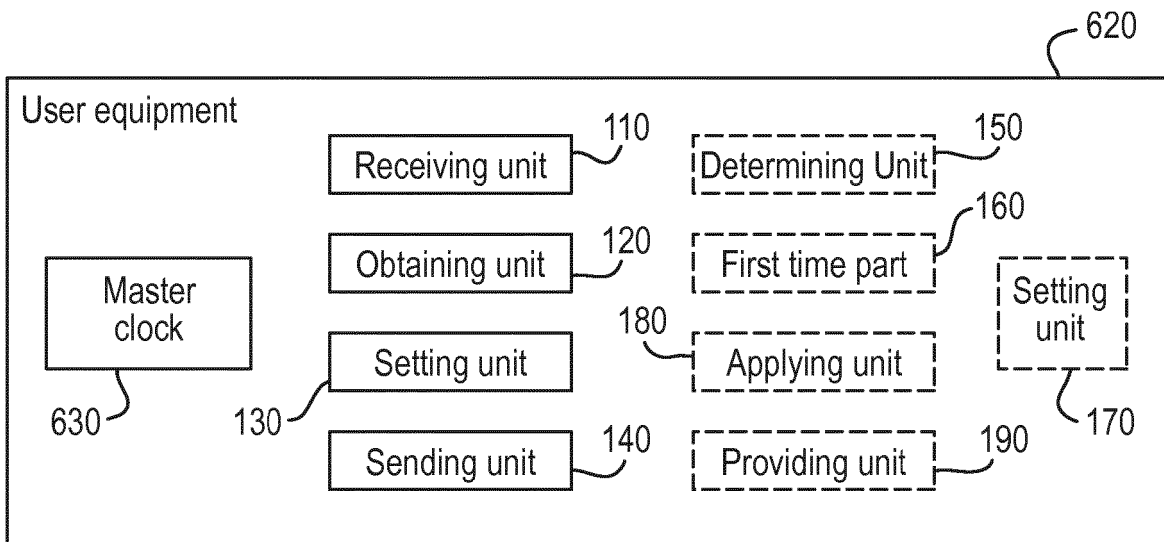 620
User equipment
Receiving unit
110
Determining Unit
150
Obtaining unit
120
First time part
160
Master
clock
630
Setting unit
130
180
Applying unit
Setting
unit
170
Sending unit
140
Providing unit
190